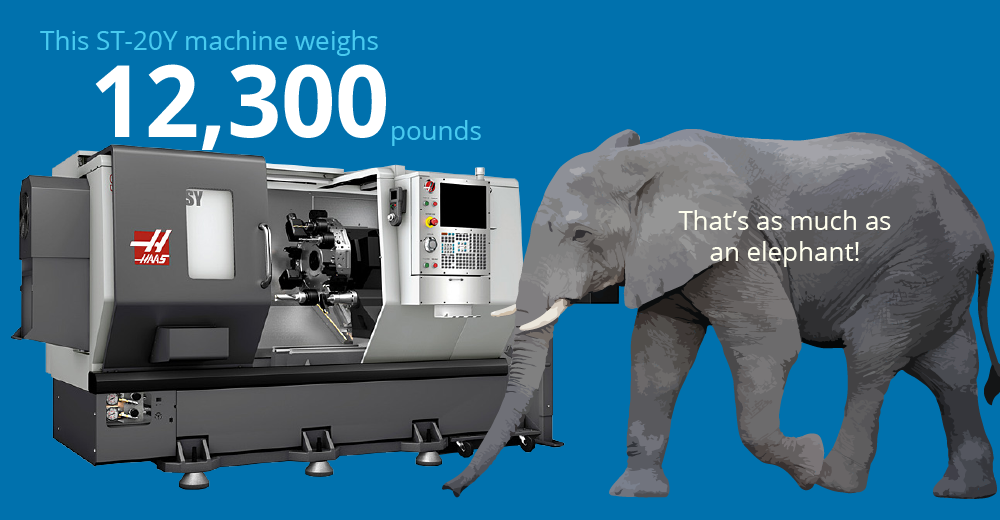 This ST-20Y machine weighs
12,300
pounds
SY
HAAS
That's as much as
an elephant!